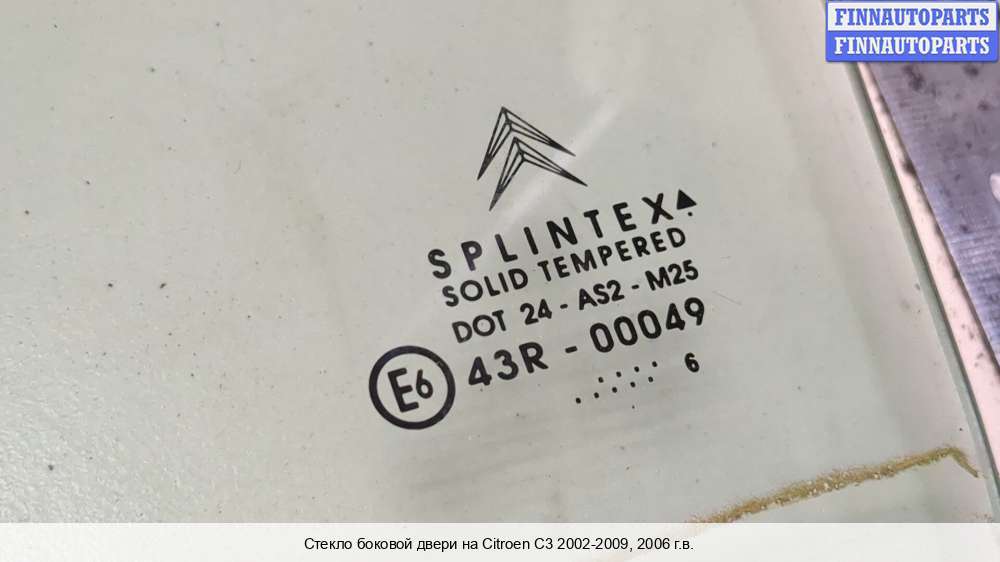 FINNAUTOPARTS
FINNAUTOPARTS
SPLINTEX
SOLID TEMPERED
DOT 24 - AS2 - M25
E6 43R - 00049
6
Стекло боковой двери на Citroen C3 2002-2009, 2006 г.в.